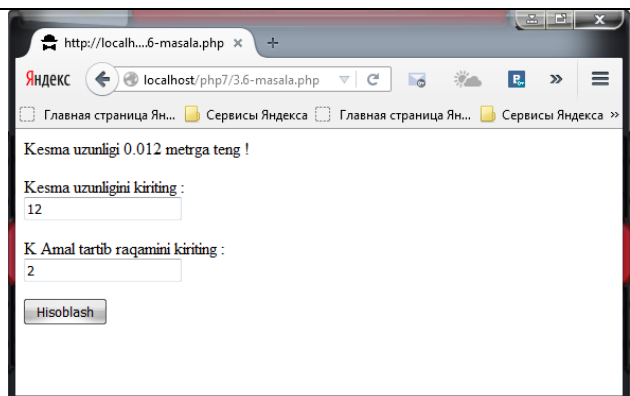 http://localh....6-masala.php × +
Яндекс localhost/php7/3.6-masala.php »
Главная страница Ян... Сервисы Яндекса Главная страница Ян... Сервисы Яндекса »
Kesma uzunligi 0.012 metrga teng !
Kesma uzunligini kiriting :
12
K Amal tartib raqamini kiriting :
2
Hisoblash